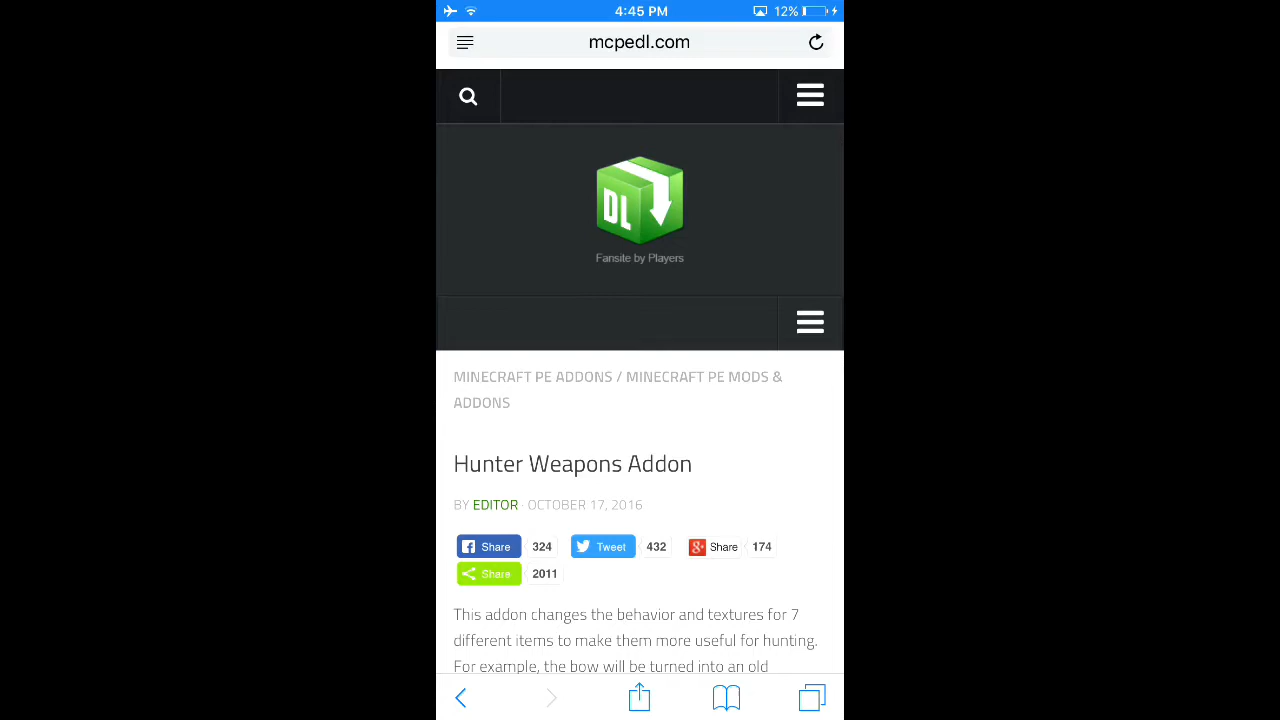 4:45 PM 12%
mcpedl.com
DL
Fansite by Players
MINECRAFT PE ADDONS / MINECRAFT PE MODS &
ADDONS
Hunter Weapons Addon
BY EDITOR · OCTOBER 17, 2016
Share 324 Tweet 432 Share 174
Share 2011
This addon changes the behavior and textures for 7
different items to make them more useful for hunting.
For example, the bow will be turned into an old